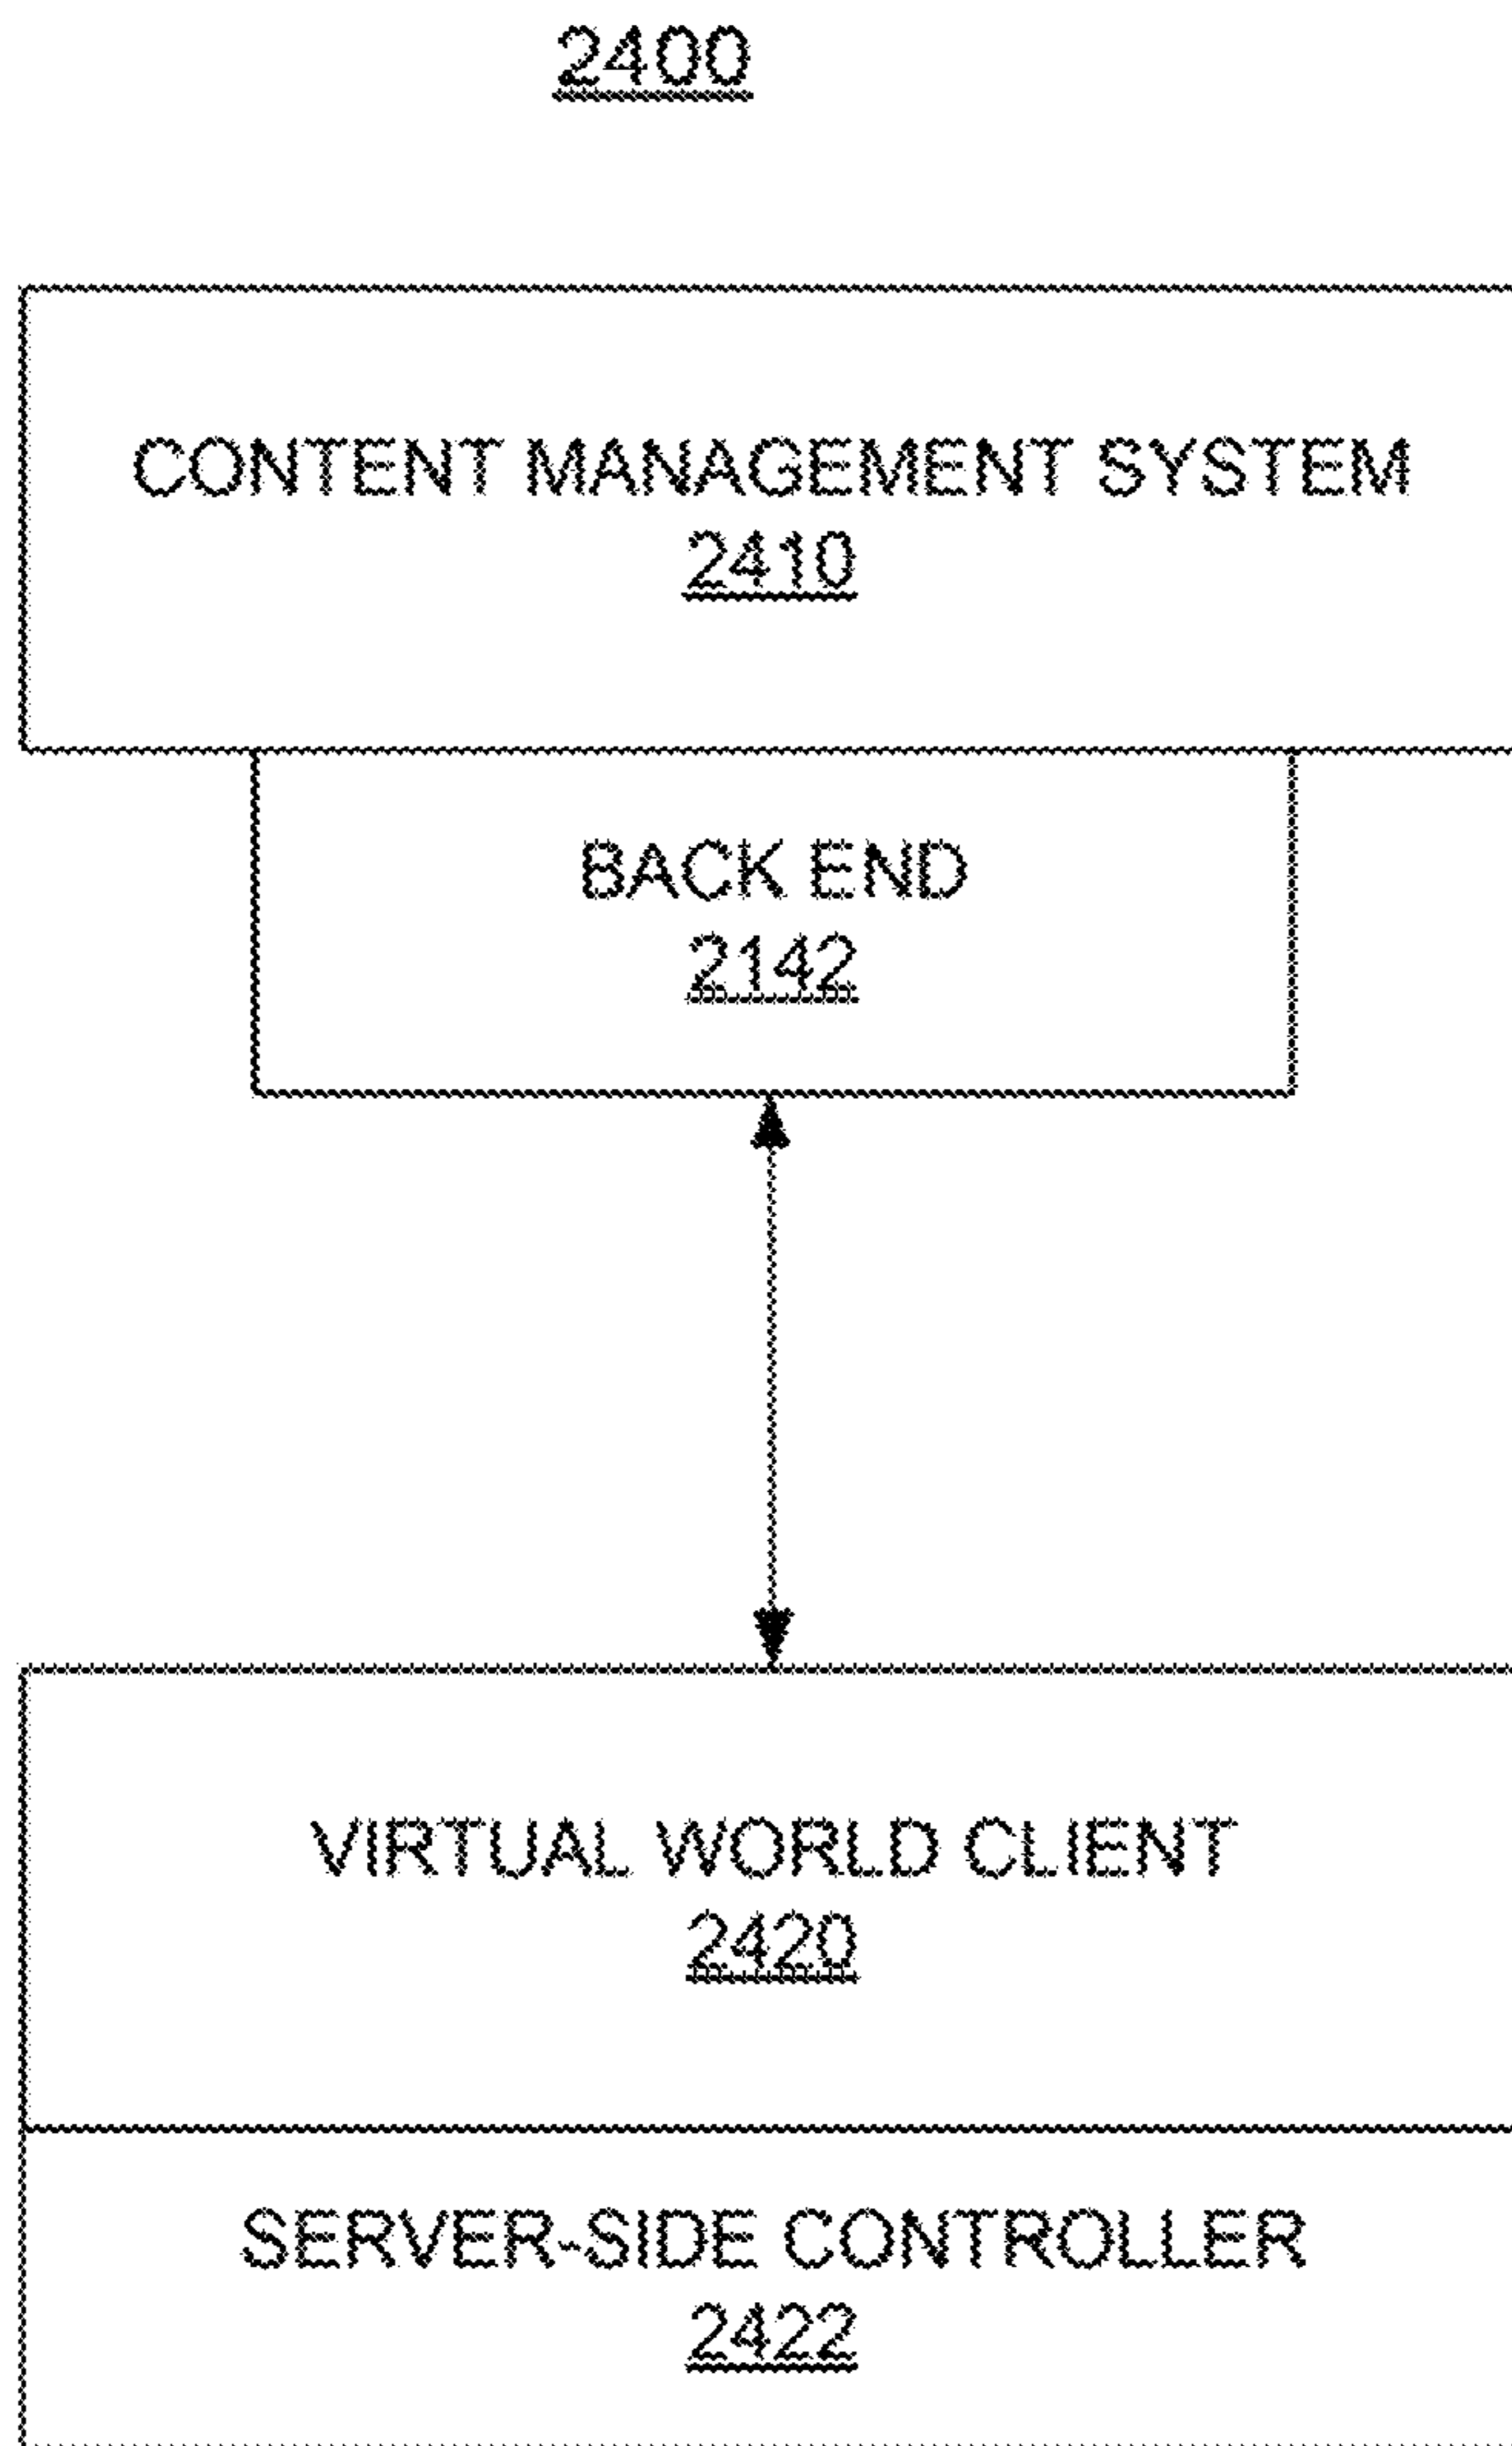 2400
CONTENT MANAGEMENT SYSTEM
2410
BACK END
2142
VIRTUAL WORLD CLIENT
2420
SERVER-SIDE CONTROLLER
2422